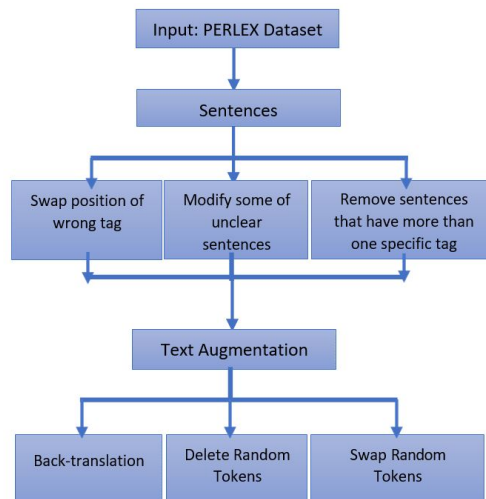 Input: PERLEX Dataset
Sentences
Swap position of
wrong tag
Modify some of
unclear
sentences
Remove sentences
that have more than
one specific tag
Text Augmentation
Back-translation
Delete Random
Tokens
Swap Random
Tokens